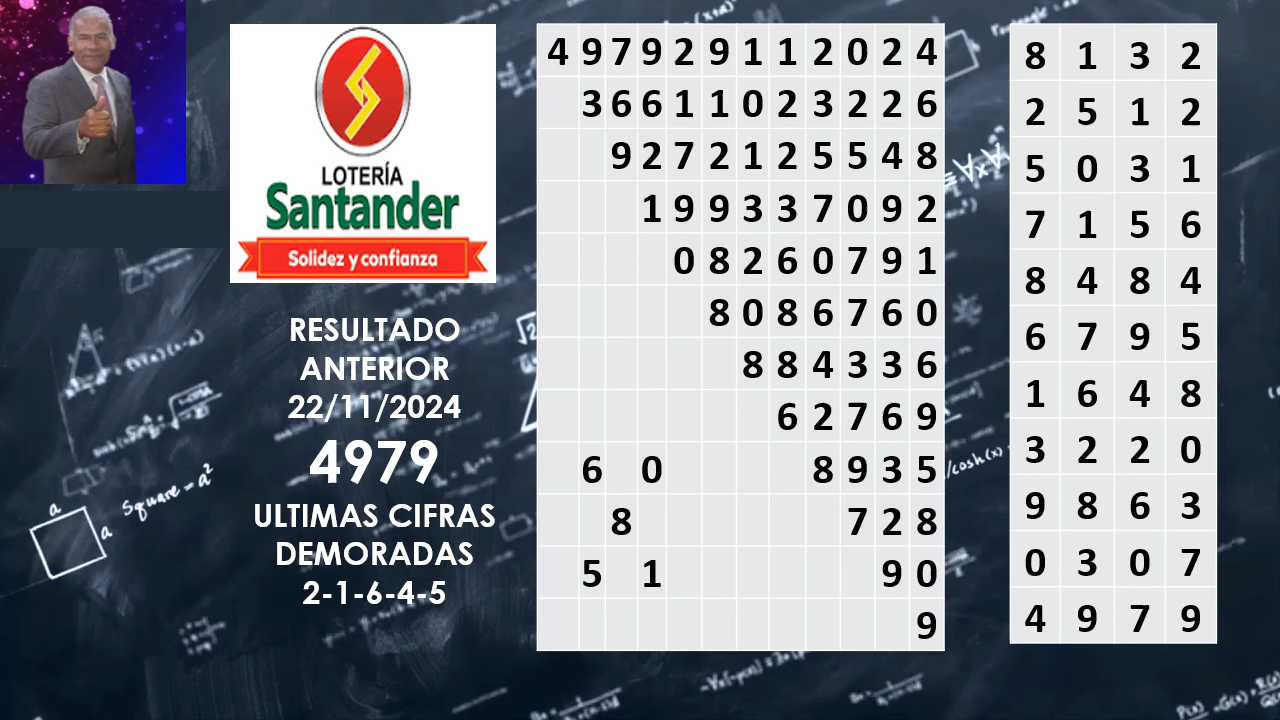 LOTERÍA
Santander
Solidez y confianza
RESULTADO
ANTERIOR
22/11/2024
4979
ULTIMAS CIFRAS
DEMORADAS
2-1-6-4-5
4 9 7 9 2 9 1 1 2 0 2 4
3 6 6 1 1 0 2 3 2 2 6
9 2 7 2 1 2 5 5 4 8
1 9 9 3 3 7 0 9 2
0 8 2 6 0 7 9 1
8 0 8 6 7 6 0
8 8 4 3 3 6
6 2 7 6 9
6 0 8 9 3 5
8 7 2 8
5 1 9 0
9
8 1 3 2
2 5 1 2
5 0 3 1
7 1 5 6
8 4 8 4
6 7 9 5
1 6 4 8
3 2 2 0
9 8 6 3
0 3 0 7
4 9 7 9
a
a
Square = a²